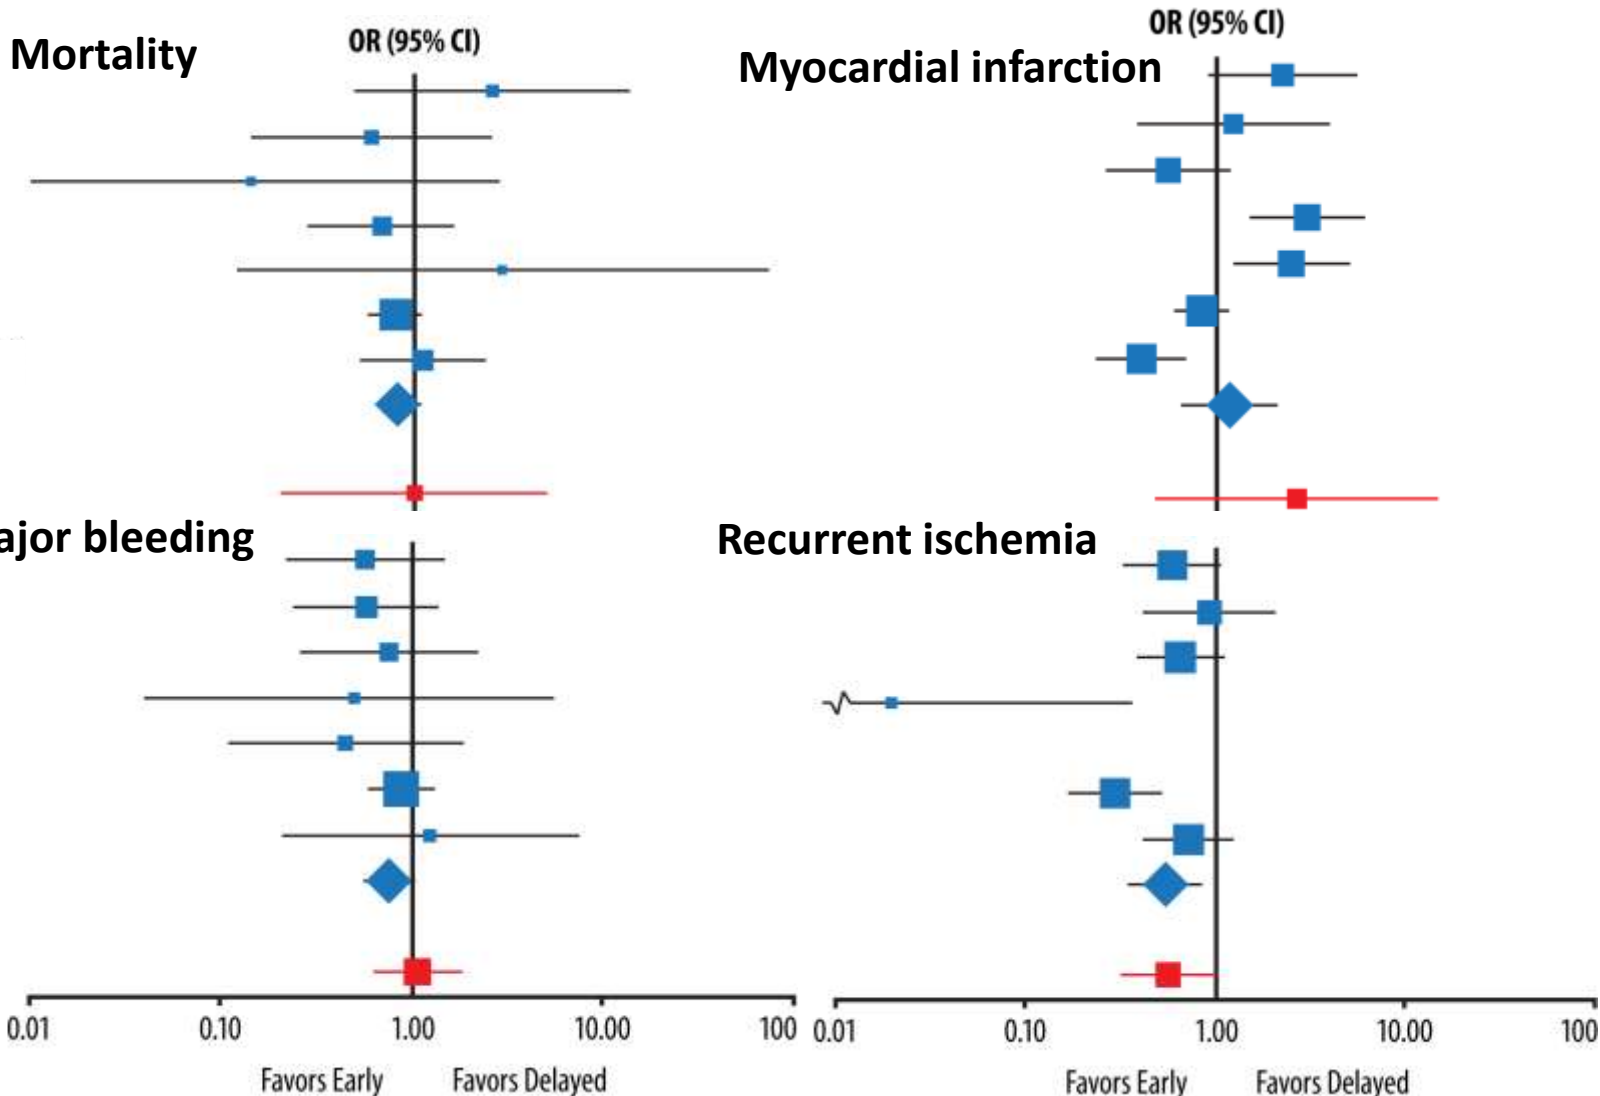 Mortality
OR (95% CI)
Myocardial infarction
OR (95% CI)
ajor bleeding
Recurrent ischemia
0.01 0.10 1.00 10.00 100
Favors Early Favors Delayed
0.01 0.10 1.00 10.00 100
Favors Early Favors Delayed